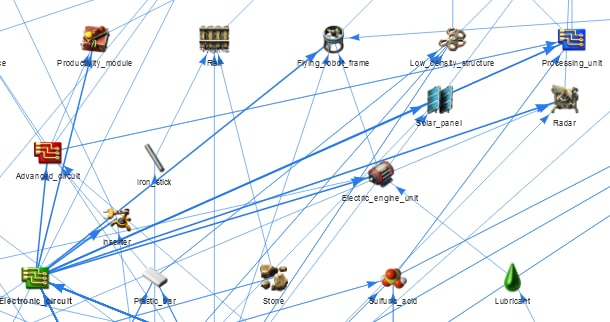 Productivity_module
Rail
Flying_robot_frame
Low_density_structure
Processing_unit
Solar_panel
Radar
Advanced_circuit
Iron_stick
Electric_engine_unit
Inserter
Electronic_circuit
Plastic_bar
Stone
Sulfuric_acid
Lubricant